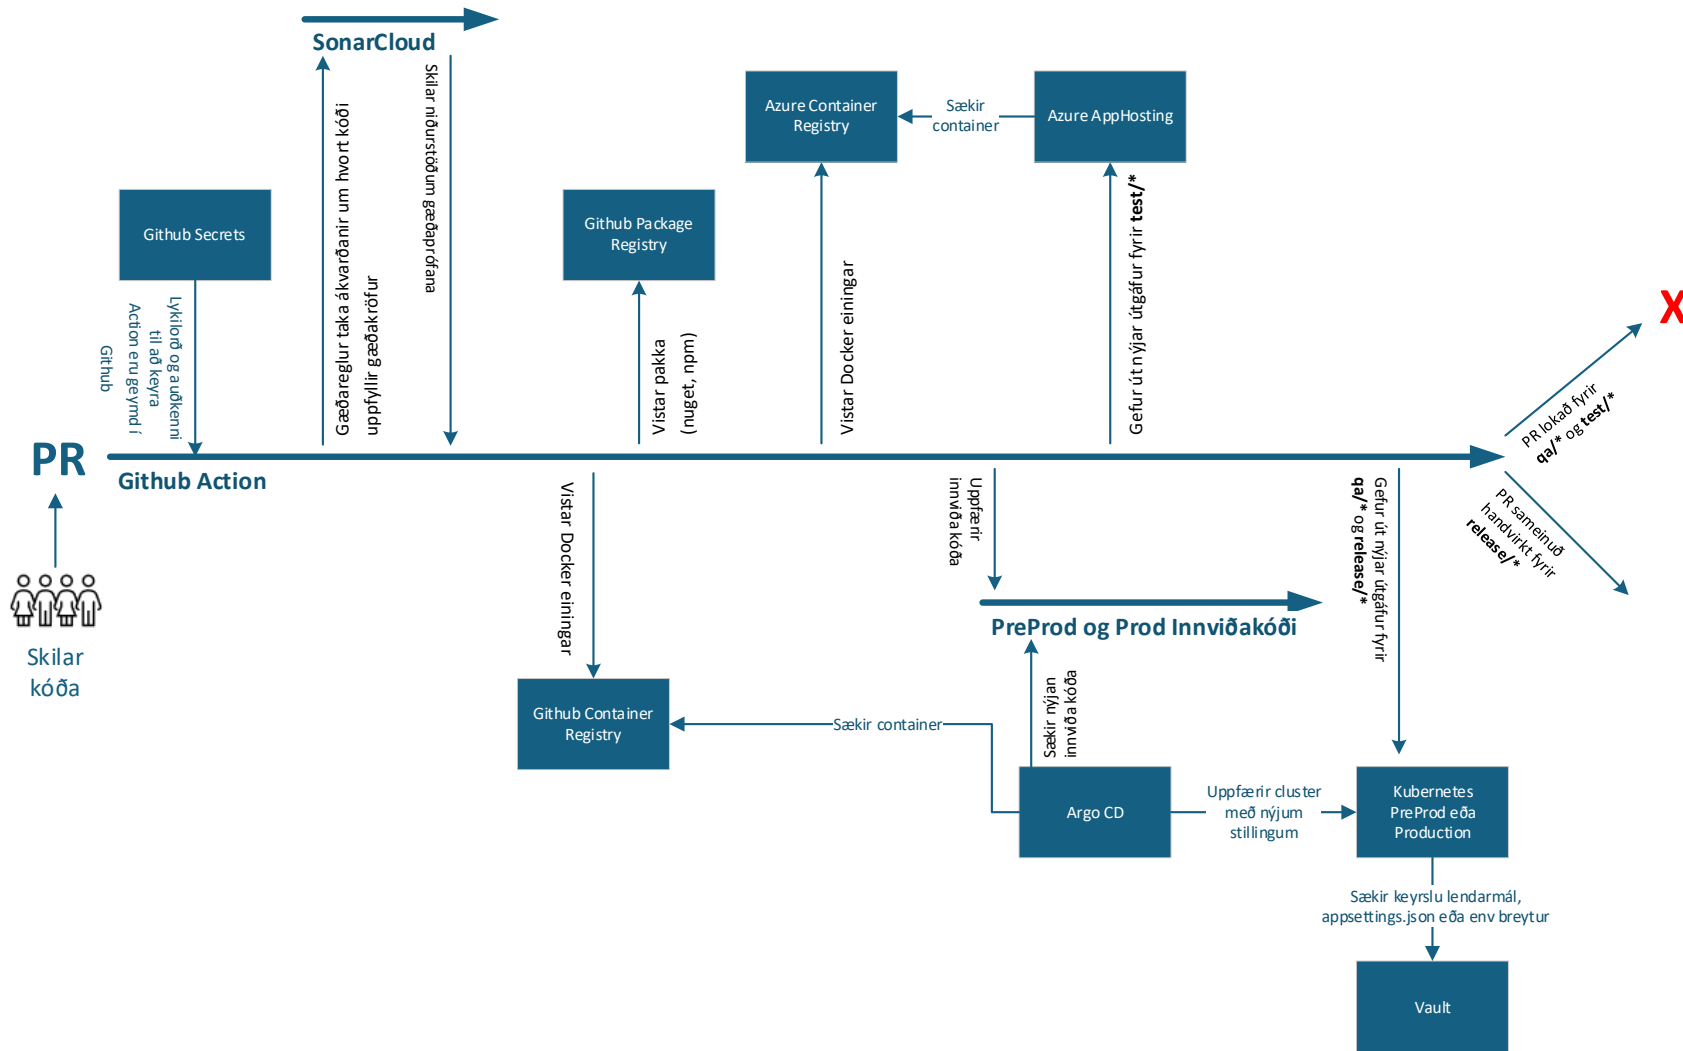 SonarCloud
Gæðareglur taka ákvarðanir um hvort kóði
uppfyllir gæðakröfur
Skilar niðurstöðum gæðaprófana
Github Secrets
Lykilorð og auðkenni
til að keyra
Action eru geymd í
Github
Github Package
Registry
Vistar pakka
(nuget, npm)
Azure Container
Registry
Sækir
container
Azure AppHosting
Vistar Docker einingar
Gefur út nýjar útgáfur fyrir test/*
X
PR lokað fyrir
qa/* og test/*
PR
Github Action
Skilar
kóða
Vistar Docker einingar
Uppfærir
innviða kóða
Gefur út nýjar útgáfur fyrir
qa/* og release/*
PR sameinuð
handvirkt fyrir
release/*
PreProd og Prod Innviðakóði
Sækir nýjan
innviða kóða
Github Container
Registry
Sækir container
Argo CD
Uppfærir cluster
með nýjum
stillingum
Kubernetes
PreProd eða
Production
Sækir keyrslu lendarmál,
appsettings.json eða env breytur
Vault